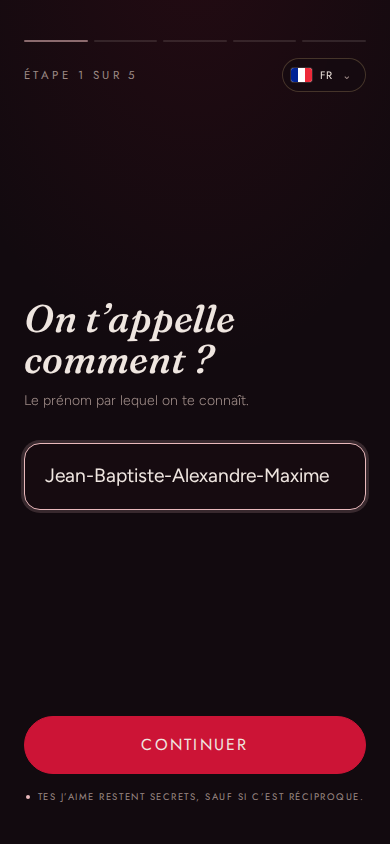 ÉTAPE 1 SUR 5
FR
On t’appelle
comment ?
Le prénom par lequel on te connaît.
Jean-Baptiste-Alexandre-Maxime
CONTINUER
TES J’AIME RESTENT SECRETS, SAUF SI C’EST RÉCIPROQUE.